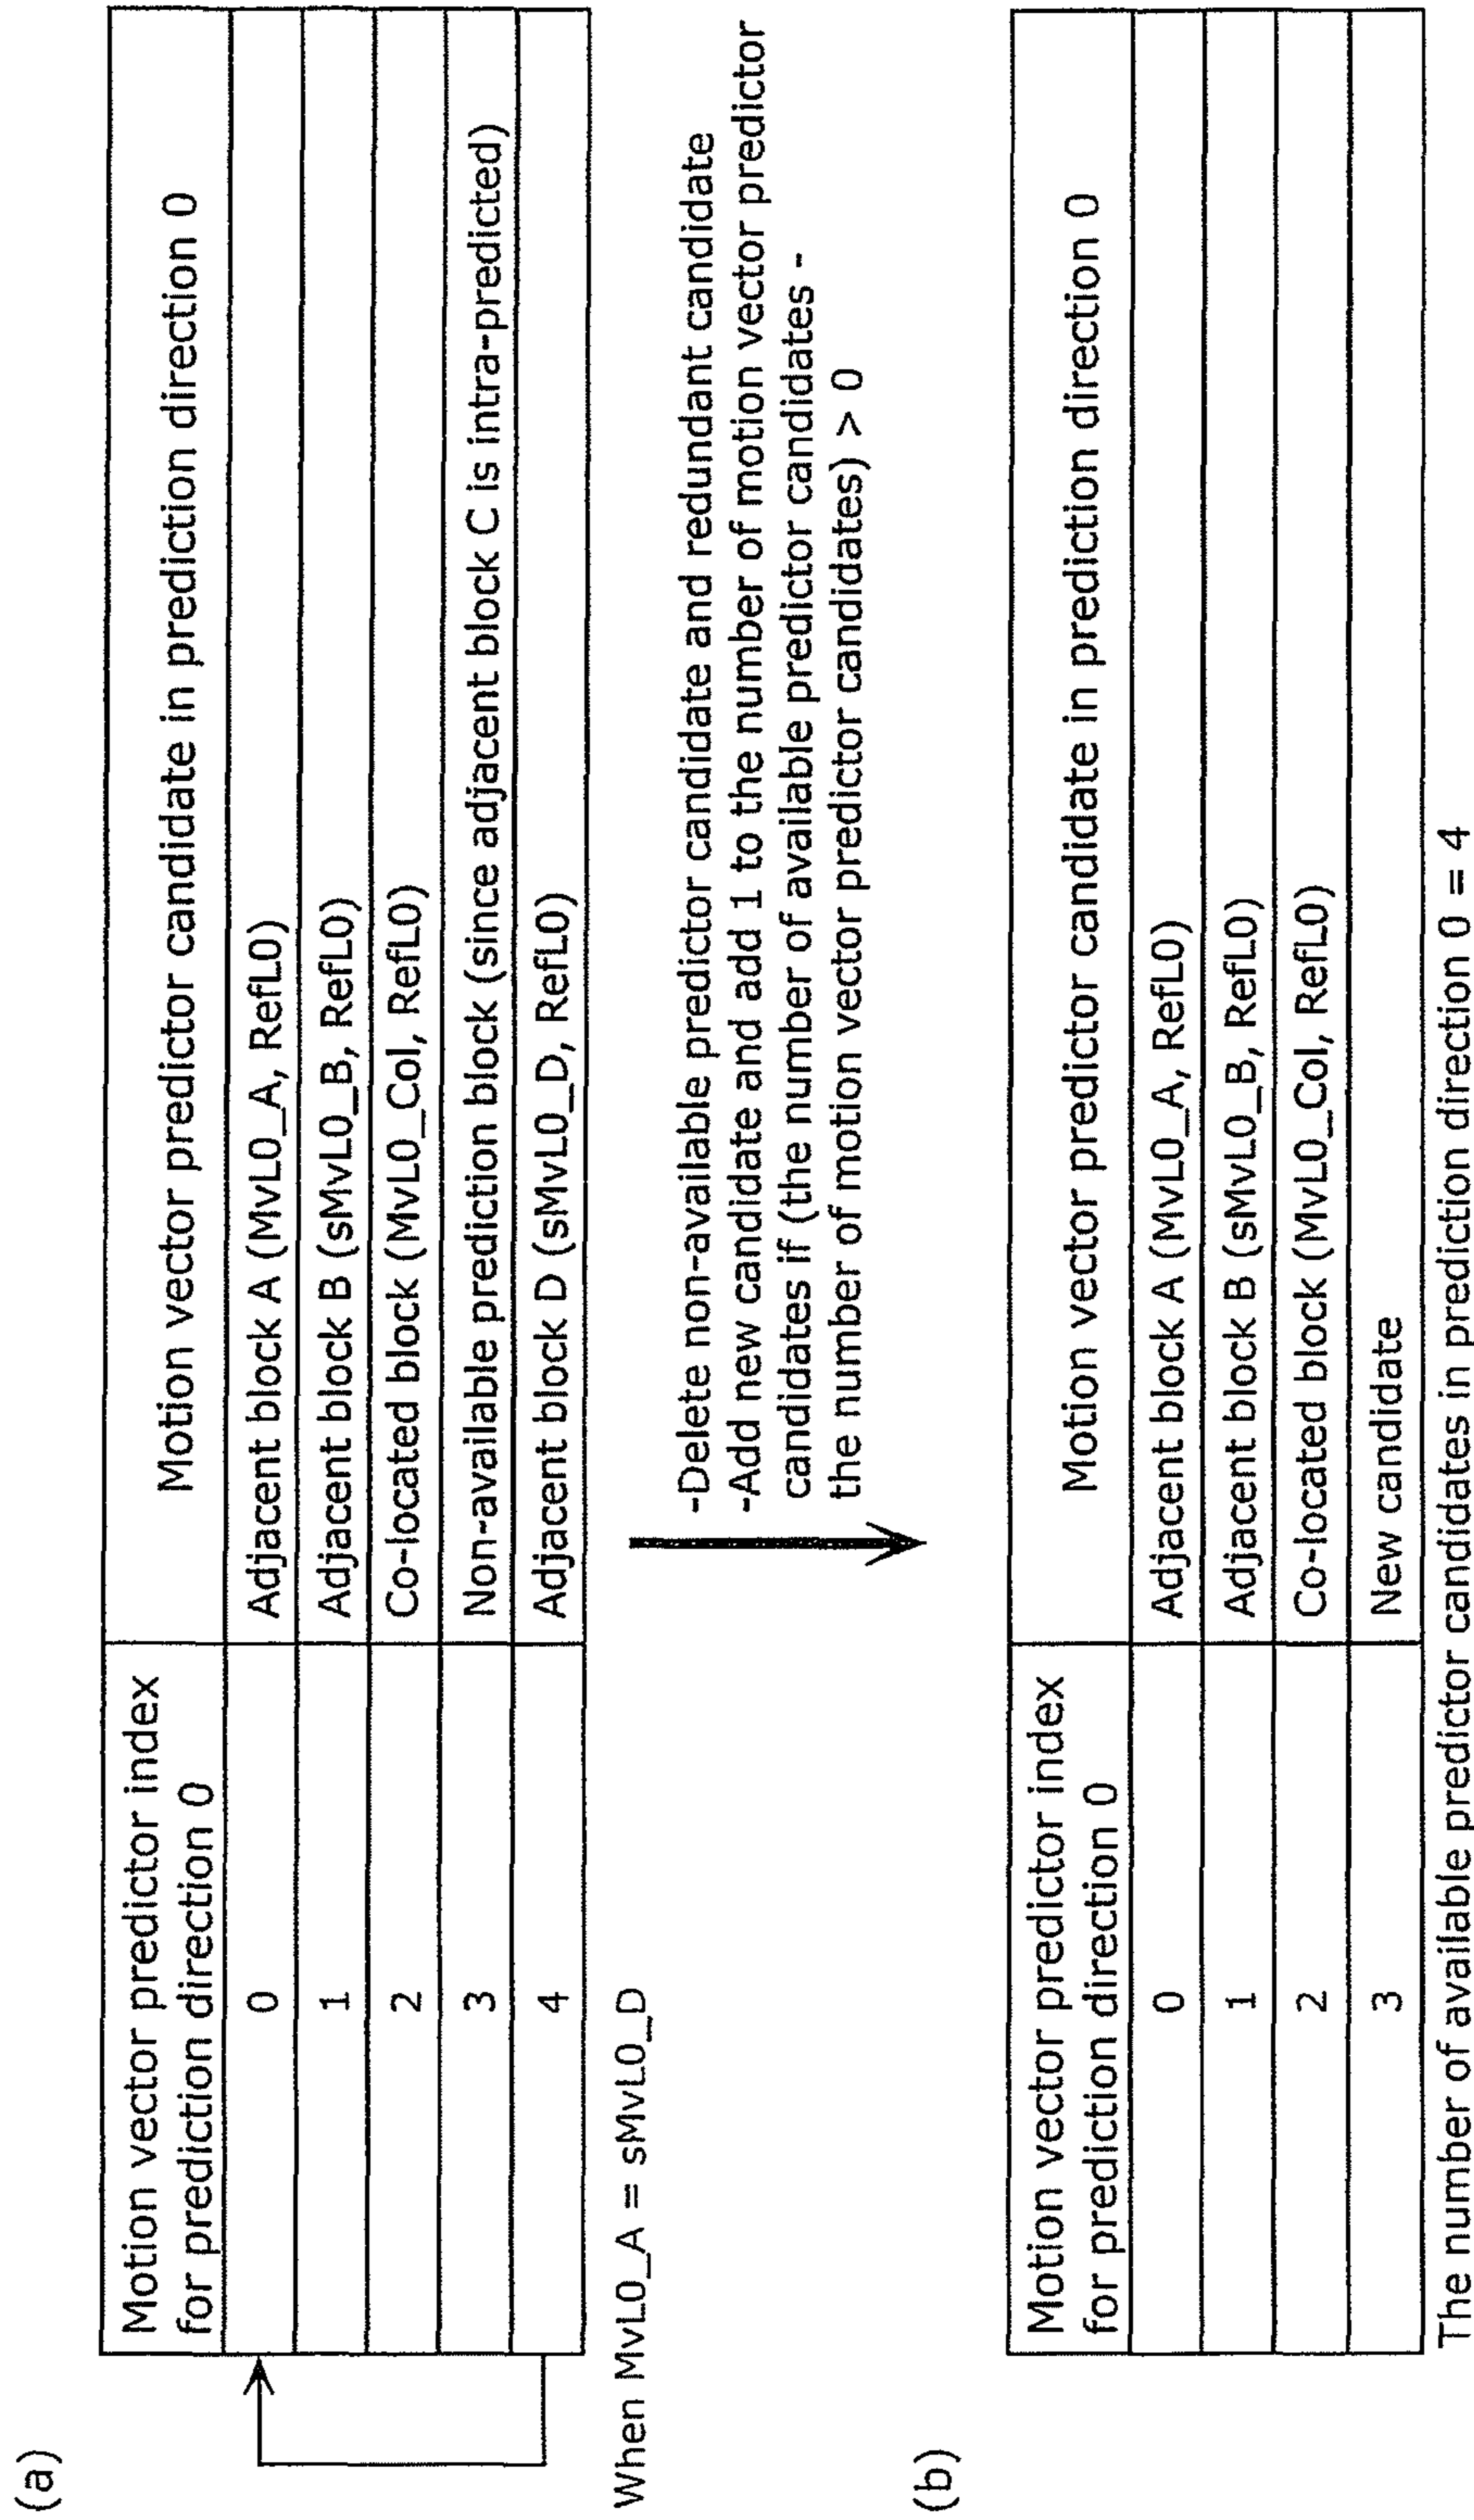 (a)
Motion vector predictor index
for prediction direction 0
Motion vector predictor candidate in prediction direction 0
0
Adjacent block A (MvL0_A, RefL0)
1
Adjacent block B (sMvL0_B, RefL0)
2
Co-located block (MvL0_Col, RefL0)
3
Non-available prediction block (since adjacent block C is intra-predicted)
4
Adjacent block D (sMvL0_D, RefL0)
When MvL0_A = sMvL0_D
-Delete non-available predictor candidate and redundant candidate
-Add new candidate and add 1 to the number of motion vector predictor
candidates if (the number of available predictor candidates -
the number of motion vector predictor candidates) > 0
(b)
Motion vector predictor index
for prediction direction 0
Motion vector predictor candidate in prediction direction 0
0
Adjacent block A (MvL0_A, RefL0)
1
Adjacent block B (sMvL0_B, RefL0)
2
Co-located block (MvL0_Col, RefL0)
3
New candidate
The number of available predictor candidates in prediction direction 0 = 4